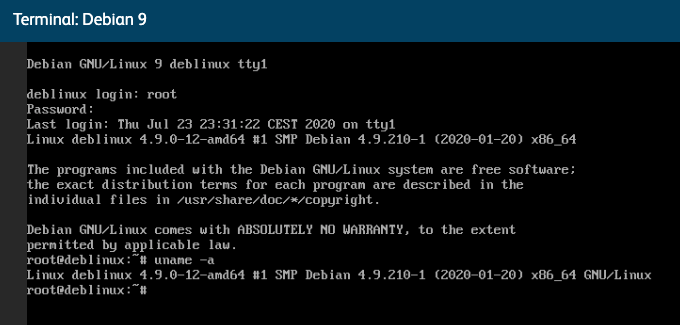 Terminal: Debian 9
Debian GNU/Linux 9 deblinux tty1
deblinux login: root
Password:
Last login: Thu Jul 23 23:31:22 CEST 2020 on tty1
Linux deblinux 4.9.0-12-amd64 #1 SMP Debian 4.9.210-1 (2020-01-20) x86_64
The programs included with the Debian GNU/Linux system are free software;
the exact distribution terms for each program are described in the
individual files in /usr/share/doc/*/copyright.
Debian GNU/Linux comes with ABSOLUTELY NO WARRANTY, to the extent
permitted by applicable law.
root@deblinux:~# uname -a
Linux deblinux 4.9.0-12-amd64 #1 SMP Debian 4.9.210-1 (2020-01-20) x86_64 GNU/Linux
root@deblinux:~#